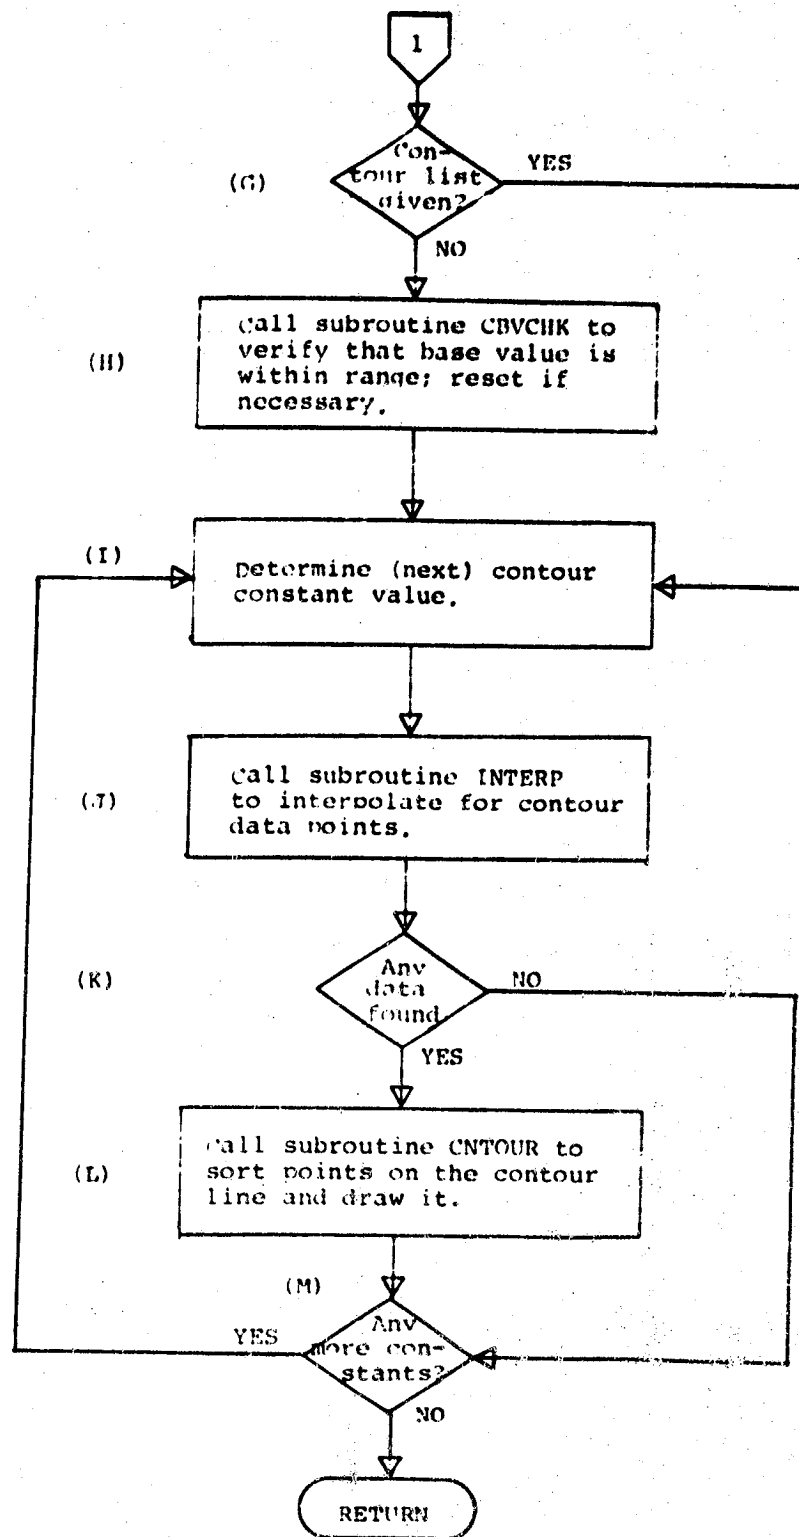 1
Con-
tour list
given?
YES
(G)
NO
Call subroutine CBVCHK to
verify that base value is
within range; reset if
necessary.
(H)
(I)
Determine (next) contour
constant value.
Call subroutine INTERP
to interpolate for contour
data points.
(J)
Any
data
found
NO
(K)
YES
Call subroutine CNTOUR to
sort points on the contour
line and draw it.
(L)
(M)
YES
Any
more con-
stants?
NO
RETURN